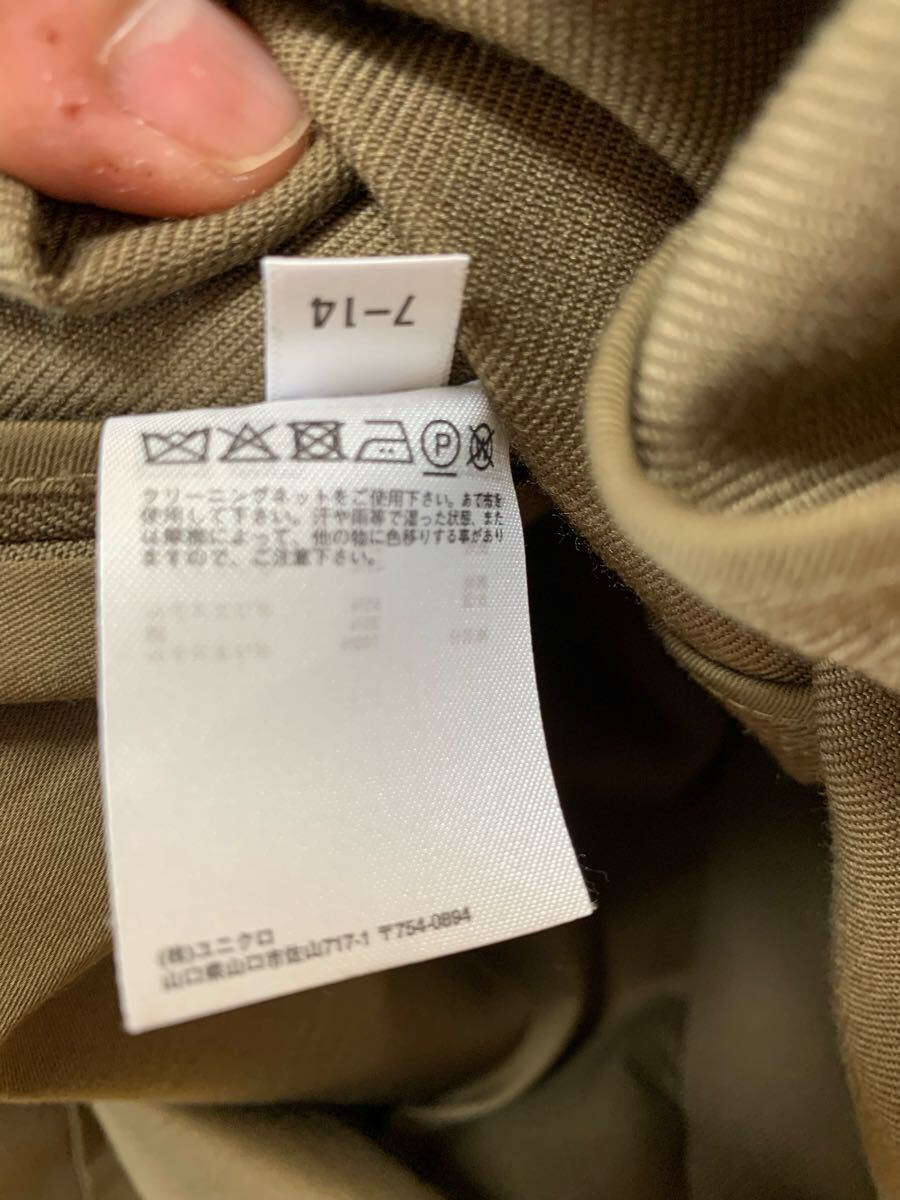 7-14
P
W
クリーニングネットをご使用下さい。あて布を
使用して下さい。汗や雨等で湿った状態、また
は摩擦によって、他の物に色移りする事があり
ますので、ご注意下さい。
(株)ユニクロ
山口県山口市佐山717-1 〒754-0894